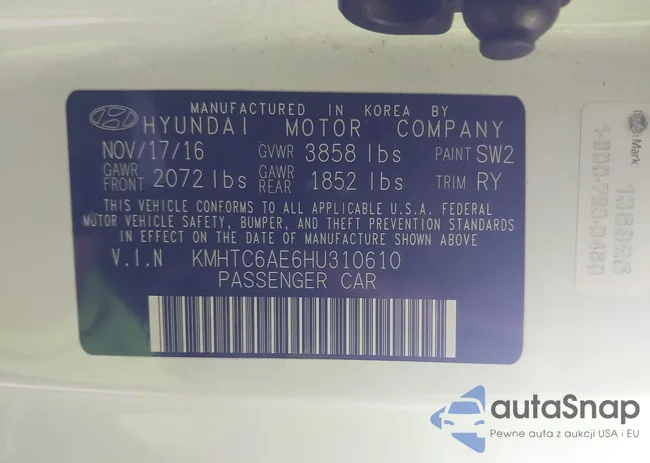 MANUFACTURED IN KOREA BY
HYUNDAI MOTOR COMPANY
NOV/17/16 GVWR 3858 lbs PAINT SW2
GAWR FRONT 2072 lbs GAWR REAR 1852 lbs TRIM RY
THIS VEHICLE CONFORMS TO ALL APPLICABLE U.S.A. FEDERAL
MOTOR VEHICLE SAFETY, BUMPER, AND THEFT PREVENTION STANDARDS
IN EFFECT ON THE DATE OF MANUFACTURE SHOWN ABOVE.
V.I.N KMHTC6AE6HU310610
PASSENGER CAR
Mark
autaSnap
Pewne auta z aukcji USA i EU